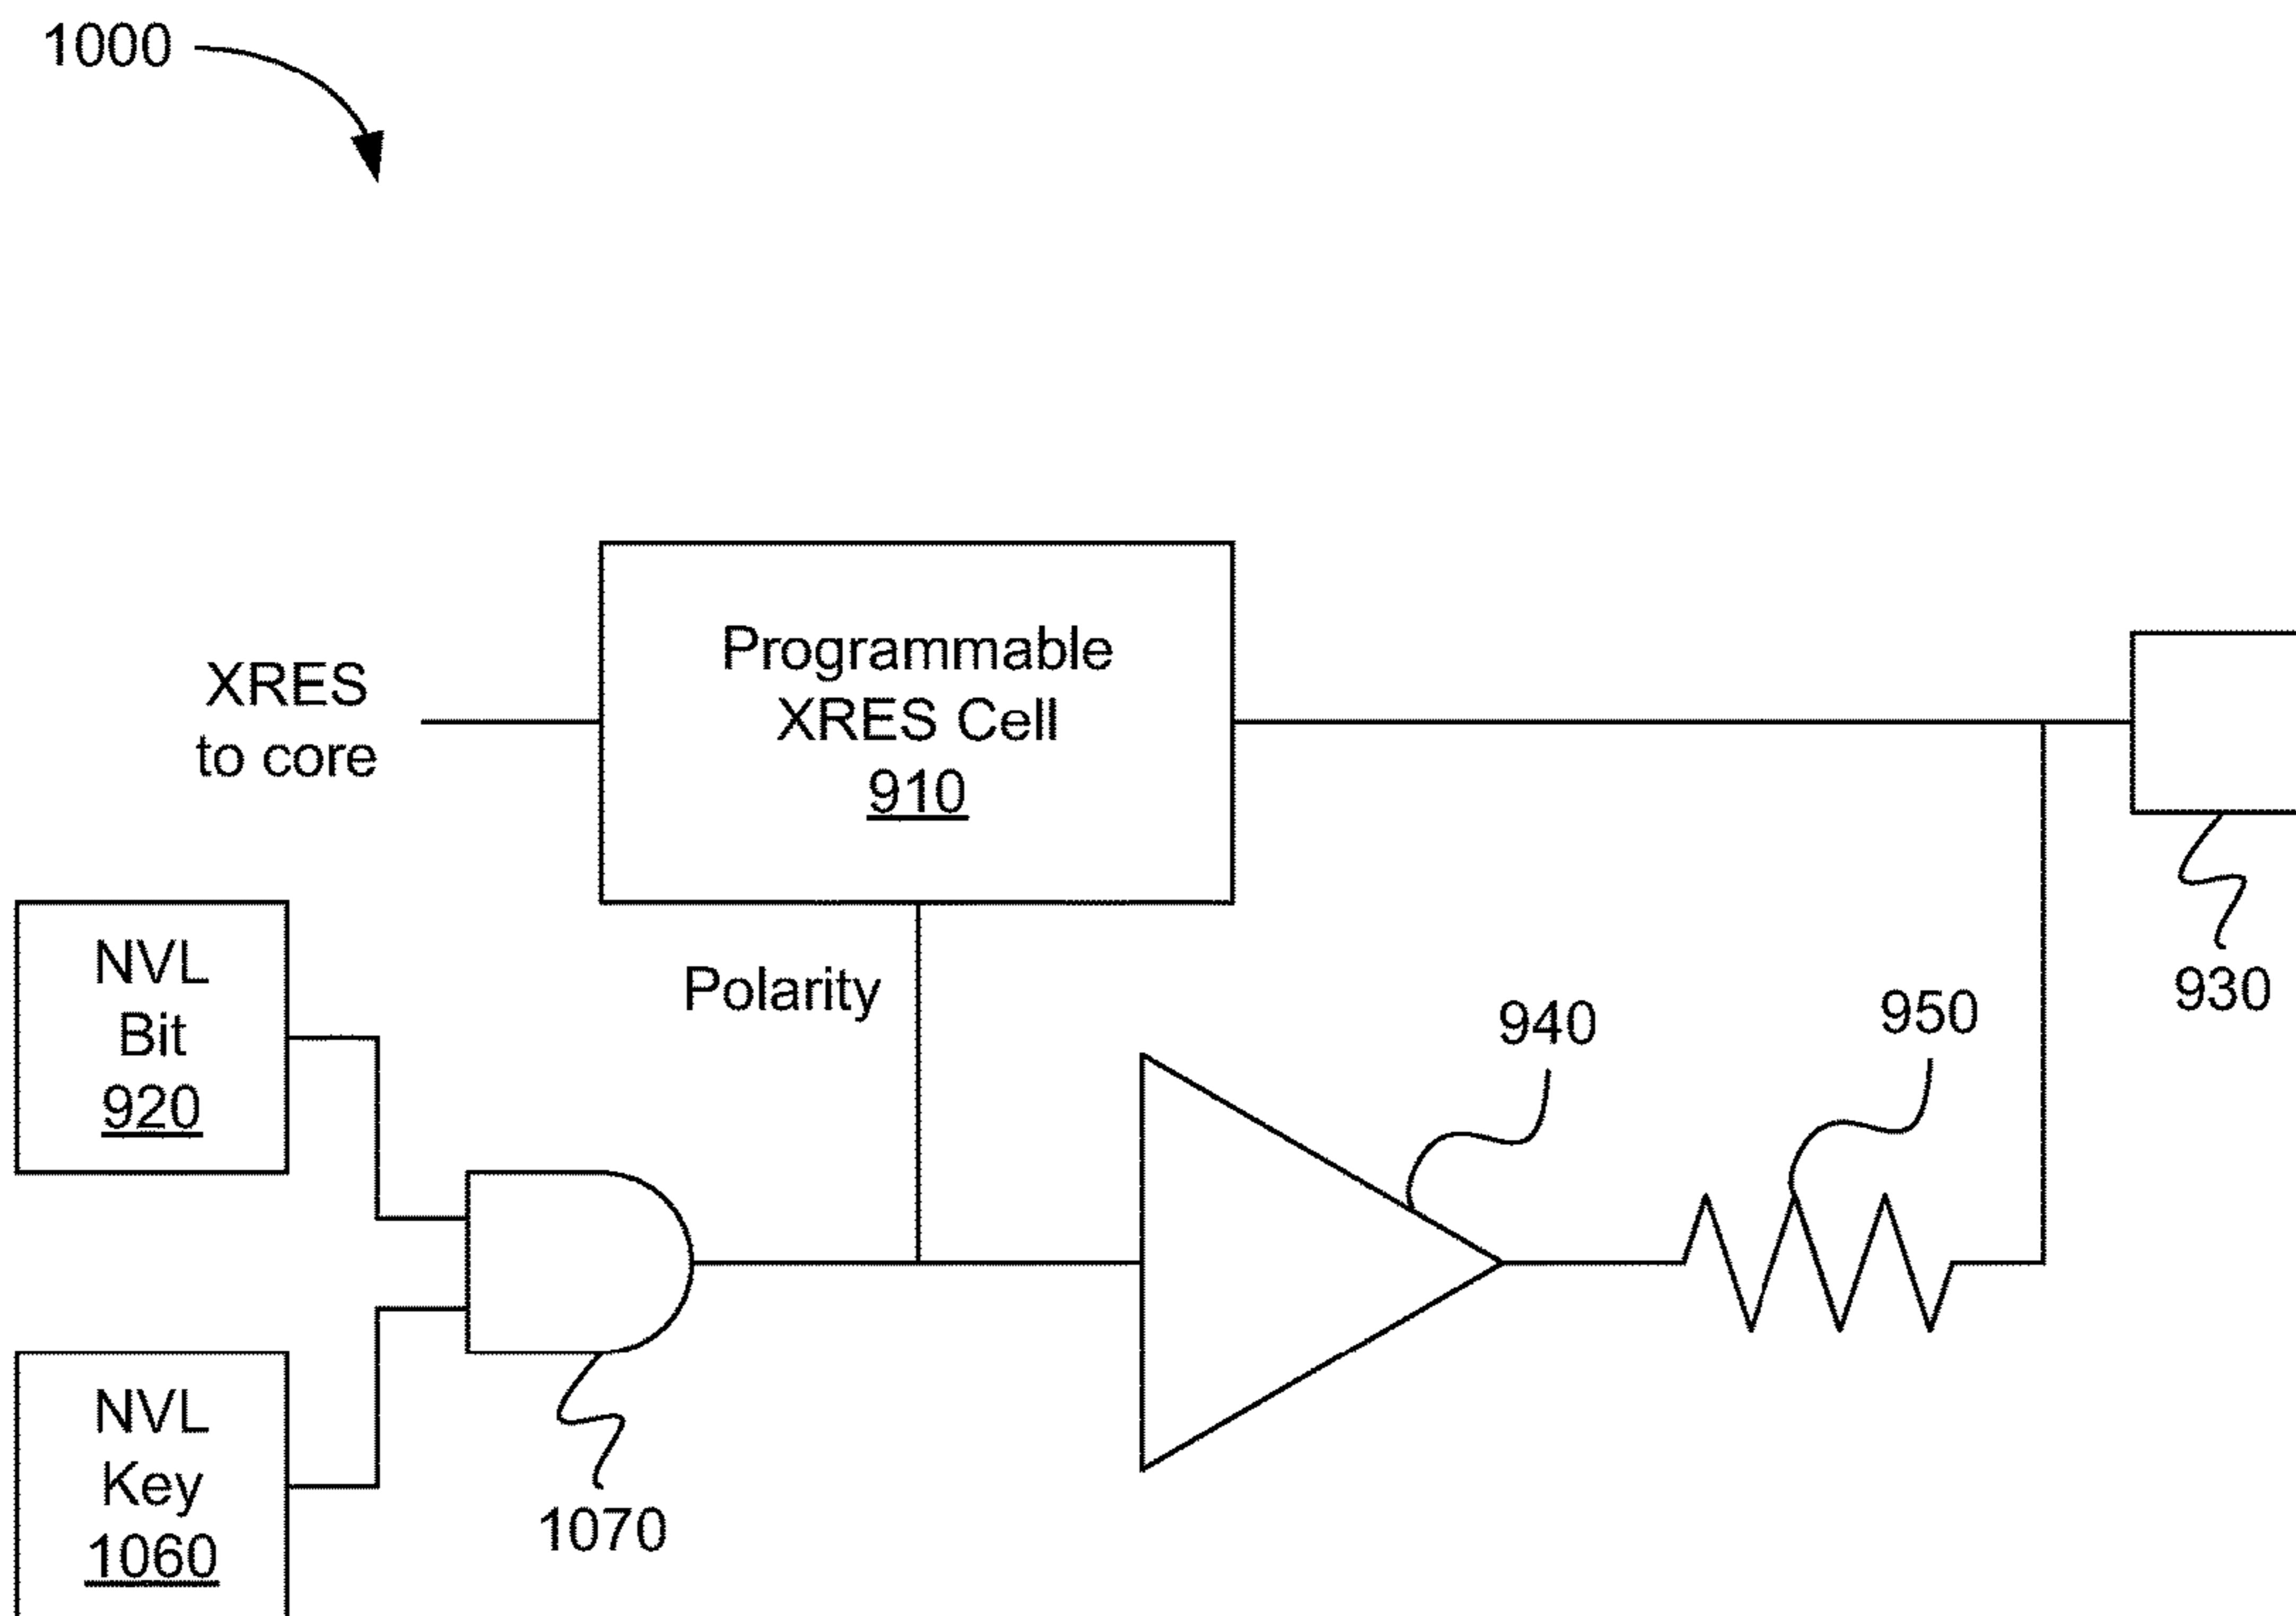 1000
Programmable
XRES Cell
910
XRES
to core
930
NVL
Bit
920
Polarity
940
950
NVL
Key
1060
1070